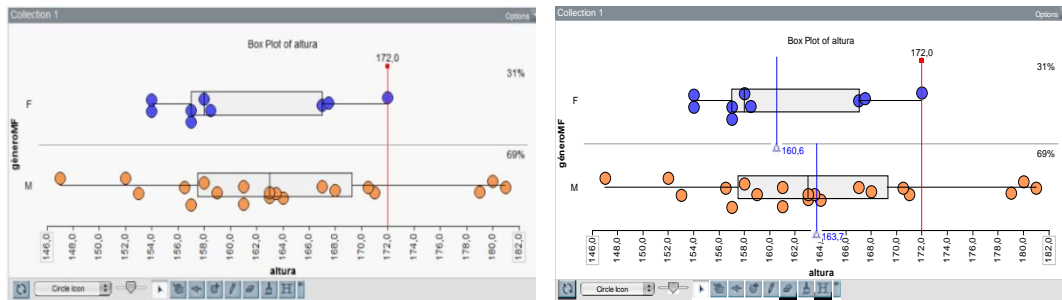 Collection 1 Options
Box Plot of altura
172,0
31%
F
géneroMF
69%
M
146,0 148,0 150,0 152,0 154,0 156,0 158,0 160,0 162,0 164,0 166,0 168,0 170,0 172,0 174,0 176,0 178,0 180,0 182,0
altura
Circle Icon
Collection 1 Options
Box Plot of altura
172,0
31%
F
160,6
géneroMF
69%
M
163,7
146,0 148,0 150,0 152,0 154,0 156,0 158,0 160,0 162,0 164,0 166,0 168,0 170,0 172,0 174,0 176,0 178,0 180,0 182,0
altura
Circle Icon